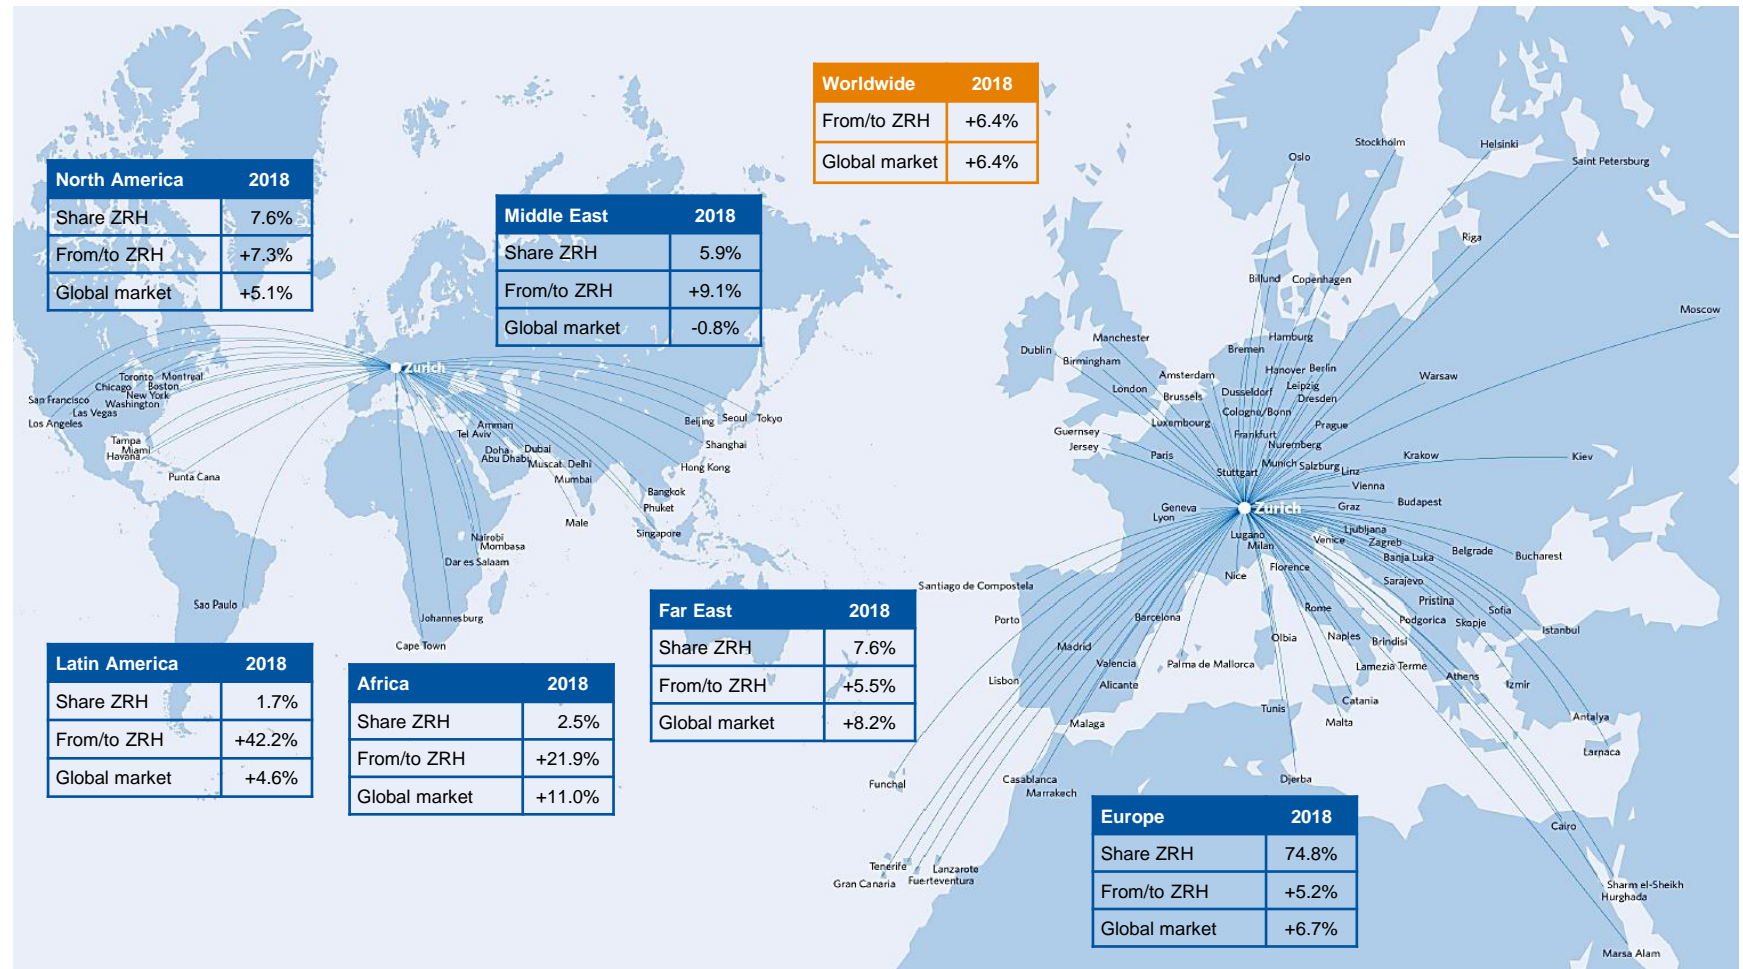 Worldwide 2018
From/to ZRH +6.4%
Global market +6.4%
North America 2018
Share ZRH 7.6%
From/to ZRH +7.3%
Global market +5.1%
Middle East 2018
Share ZRH 5.9%
From/to ZRH +9.1%
Global market -0.8%
Zurich
Toronto Montreal
Chicago Boston
New York
San Francisco Washington
Las Vegas
Los Angeles
Tampa
Miami
Havana
Punta Cana
Sao Paulo
Amman
Tel Aviv
Doha Dubai
Abu Dhabi Muscat Delhi
Mumbai
Beijing Seoul Tokyo
Shanghai
Hong Kong
Bangkok
Phuket
Male
Singapore
Nairobi
Mombasa
Dar es Salaam
Johannesburg
Cape Town
Latin America 2018
Share ZRH 1.7%
From/to ZRH +42.2%
Global market +4.6%
Africa 2018
Share ZRH 2.5%
From/to ZRH +21.9%
Global market +11.0%
Far East 2018
Share ZRH 7.6%
From/to ZRH +5.5%
Global market +8.2%
Stockholm Helsinki
Oslo Saint Petersburg
Riga
Billund Copenhagen
Moscow
Manchester Hamburg
Dublin Bremen
Birmingham Hanover Berlin
Amsterdam Warsaw
London Leipzig
Brussels Dusseldorf Dresden
Cologne/Bonn
Luxembourg Prague
Guernsey Frankfurt
Jersey Nuremberg
Paris Krakow Kiev
Stuttgart Munich Salzburg Linz
Vienna
Geneva Zurich Graz Budapest
Lyon
Lugano Venice Ljubljana
Milan Zagreb
Banja Luka Belgrade Bucharest
Nice Florence
Santiago de Compostela Sarajevo
Pristina
Porto Barcelona Rome Podgorica Skopje Sofia
Istanbul
Madrid Olbia Naples Brindisi
Valencia Palma de Mallorca Lamezia Terme
Lisbon Alicante Athens Izmir
Catania
Malaga Tunis Malta Antalya
Larnaca
Funchal Casablanca Djerba
Marrakech
Cairo
Tenerife Lanzarote
Gran Canaria Fuerteventura
Sharm el-Sheikh
Hurghada
Marsa Alam
Europe 2018
Share ZRH 74.8%
From/to ZRH +5.2%
Global market +6.7%